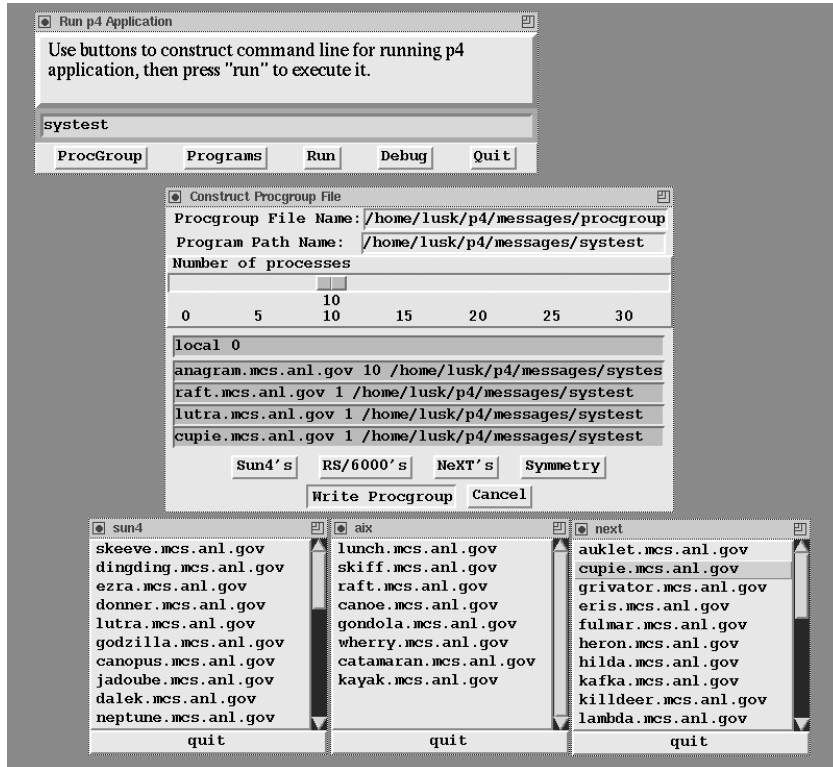 Run p4 Application
Use buttons to construct command line for running p4
application, then press "run" to execute it.
systest
ProcGroup Programs Run Debug Quit
Construct Procgroup File
Procgroup File Name: /home/lusk/p4/messages/procgroup
Program Path Name: /home/lusk/p4/messages/systest
Number of processes
10
0 5 10 15 20 25 30
local 0
anagram.mcs.anl.gov 10 /home/lusk/p4/messages/systes
raft.mcs.anl.gov 1 /home/lusk/p4/messages/systest
lutra.mcs.anl.gov 1 /home/lusk/p4/messages/systest
cupie.mcs.anl.gov 1 /home/lusk/p4/messages/systest
Sun4's RS/6000's NeXT's Symmetry
Write Procgroup Cancel
sun4
skeeve.mcs.anl.gov
dingding.mcs.anl.gov
ezra.mcs.anl.gov
donner.mcs.anl.gov
lutra.mcs.anl.gov
godzilla.mcs.anl.gov
canopus.mcs.anl.gov
jadoube.mcs.anl.gov
dalek.mcs.anl.gov
neptune.mcs.anl.gov
quit
aix
lunch.mcs.anl.gov
skiff.mcs.anl.gov
raft.mcs.anl.gov
canoe.mcs.anl.gov
gondola.mcs.anl.gov
wherry.mcs.anl.gov
catamaran.mcs.anl.gov
kayak.mcs.anl.gov
quit
next
auklet.mcs.anl.gov
cupie.mcs.anl.gov
grivator.mcs.anl.gov
eris.mcs.anl.gov
fulmar.mcs.anl.gov
heron.mcs.anl.gov
hilda.mcs.anl.gov
kafka.mcs.anl.gov
killdeer.mcs.anl.gov
lambda.mcs.anl.gov
quit